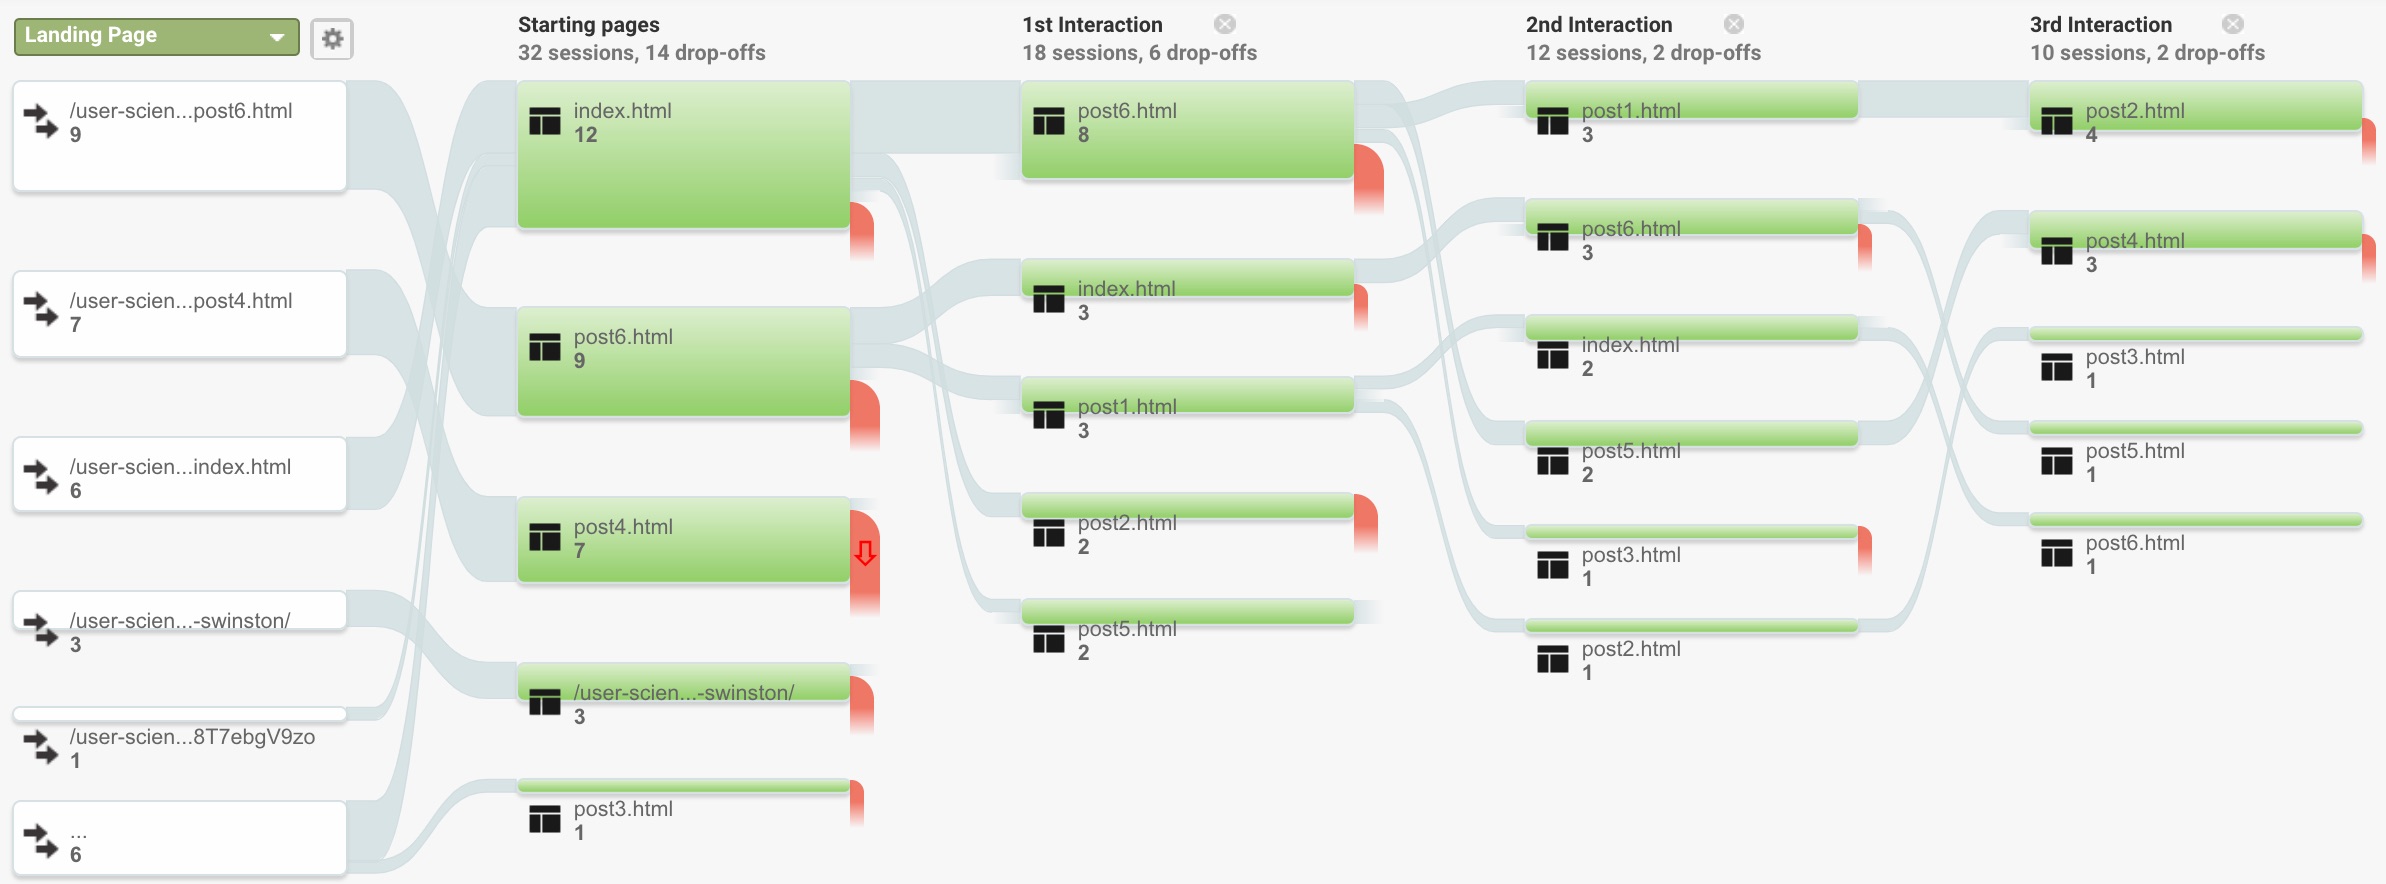 Landing Page
/user-scien...post6.html
9
/user-scien...post4.html
7
/user-scien...index.html
6
/user-scien...-swinston/
3
/user-scien...8T7ebgV9zo
1
...
6
Starting pages
32 sessions, 14 drop-offs
index.html
12
post6.html
9
post4.html
7
/user-scien...-swinston/
3
post3.html
1
1st Interaction
18 sessions, 6 drop-offs
post6.html
8
index.html
3
post1.html
3
post2.html
2
post5.html
2
2nd Interaction
12 sessions, 2 drop-offs
post1.html
3
post6.html
3
index.html
2
post5.html
2
post3.html
1
post2.html
1
3rd Interaction
10 sessions, 2 drop-offs
post2.html
4
post4.html
3
post3.html
1
post5.html
1
post6.html
1